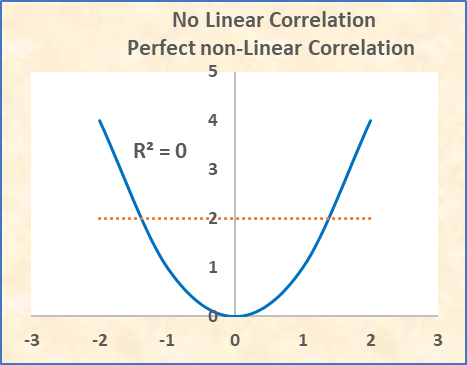 No Linear Correlation
Perfect non-Linear Correlation
5
4
R² = 0
3
2
1
0
-3 -2 -1 0 1 2 3